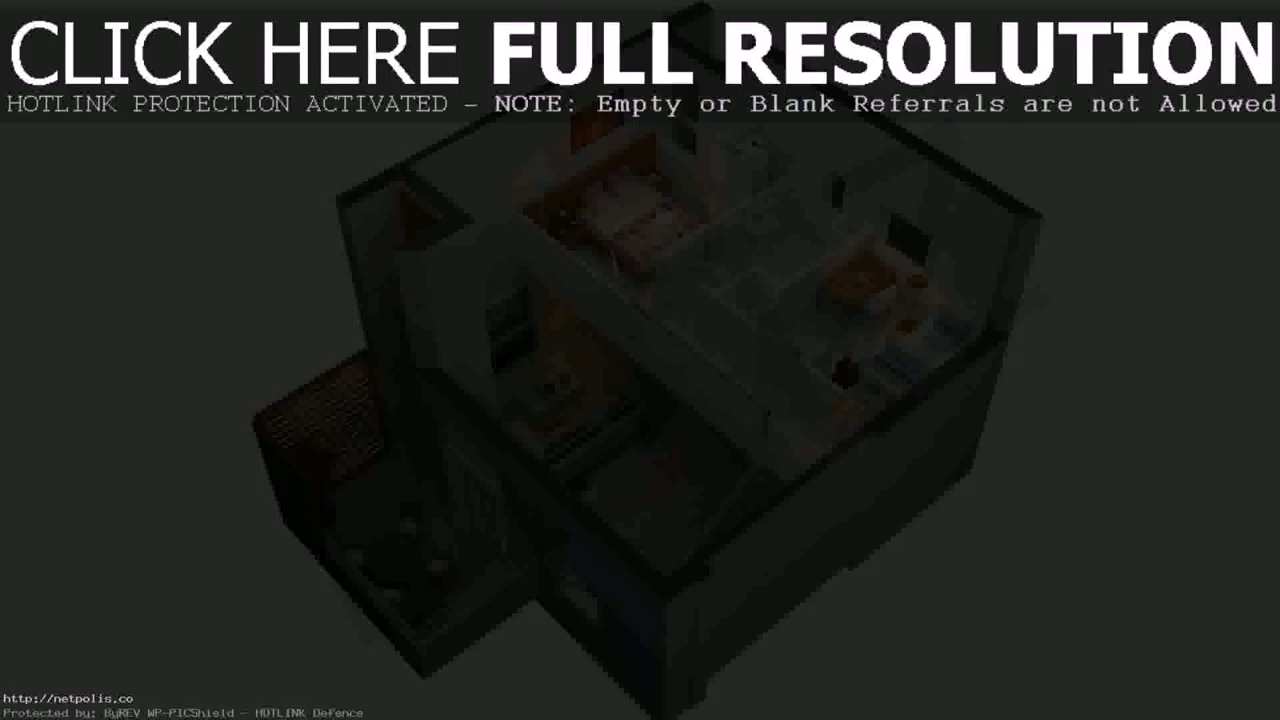 CLICK HERE FULL RESOLUTION
HOTLINK PROTECTION ACTIVATED – NOTE: Empty or Blank Referrals are not Allowed
http://netpolis.co
Protected by: ByREV WP-PICShield – HOTLINK Defence